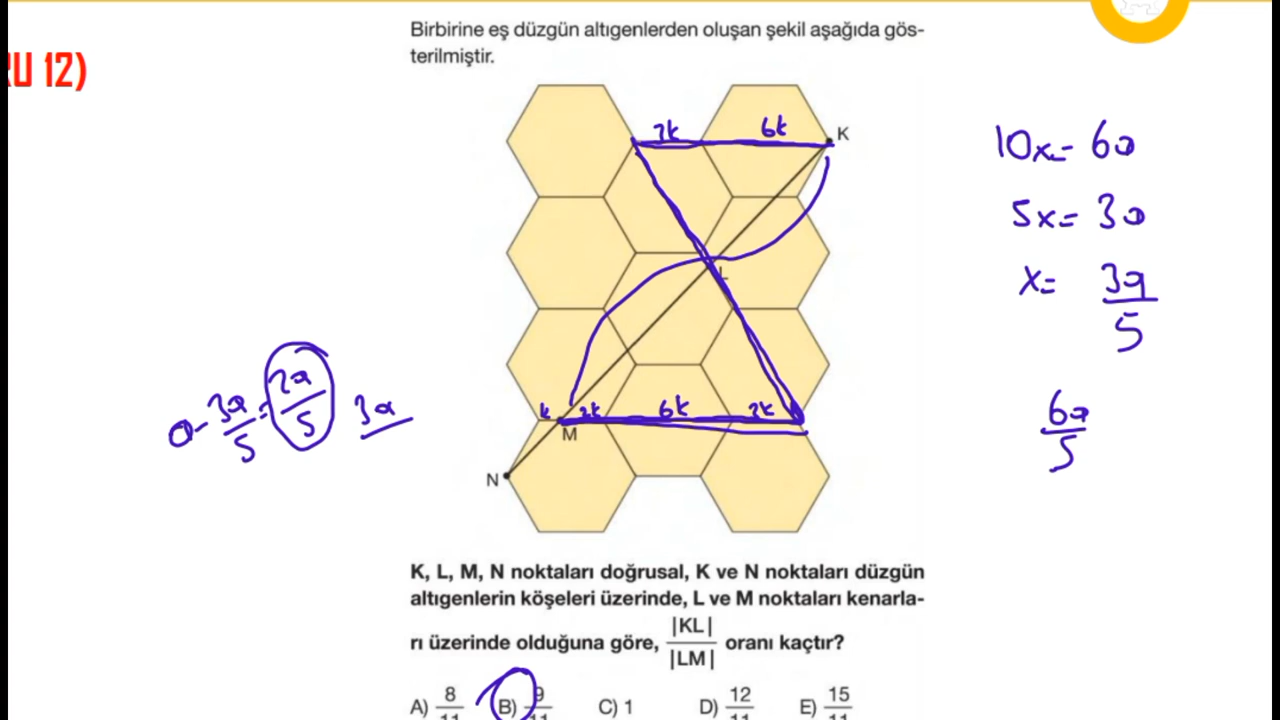 RU 12)
Birbirine eş düzgün altıgenlerden oluşan şekil aşağıda gös-
terilmiştir.
2k 6k K
10x = 6a
5x = 3a
x = 3a/5
6a/5
L
a - 3a/5 = 2a/5 3a
k 2k 6k 2k
M
N
K, L, M, N noktaları doğrusal, K ve N noktaları düzgün
altıgenlerin köşeleri üzerinde, L ve M noktaları kenarla-
rı üzerinde olduğuna göre, |KL|/|LM| oranı kaçtır?
A) 8/11 B) 9/11 C) 1 D) 12/11 E) 15/11